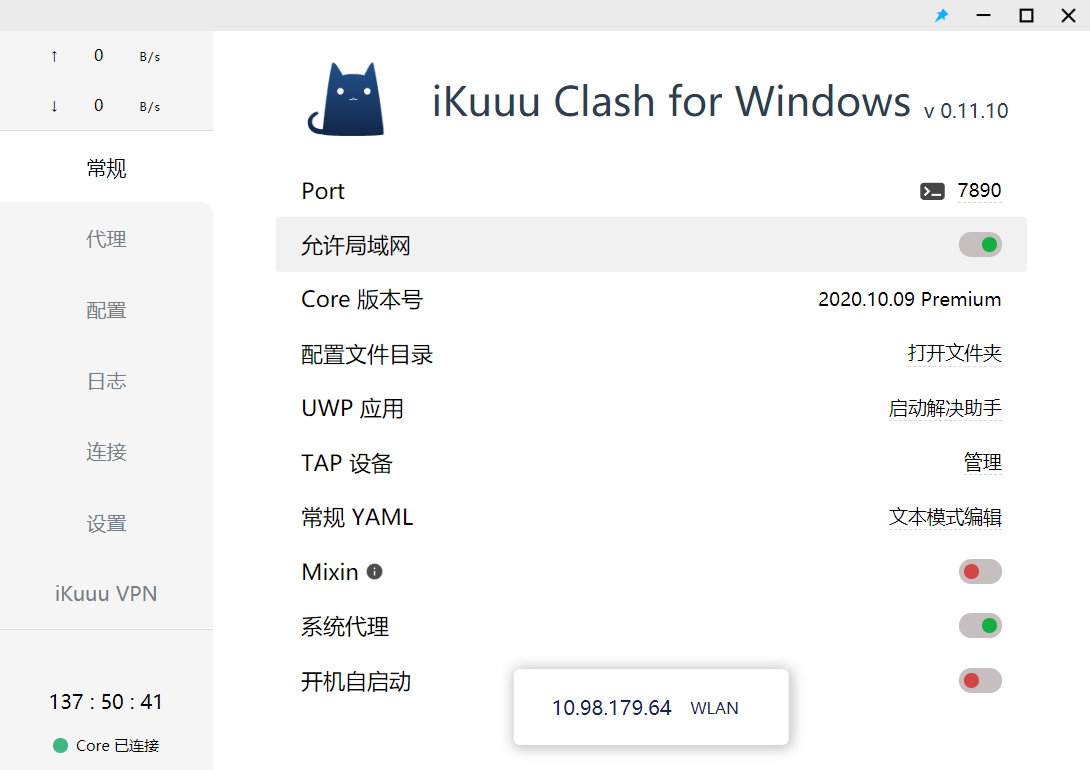 ↑ 0 B/s
↓ 0 B/s
常规
代理
配置
日志
连接
设置
iKuuu VPN
137 : 50 : 41
Core 已连接
iKuuu Clash for Windows v 0.11.10
Port 7890
允许局域网
Core 版本号 2020.10.09 Premium
配置文件目录 打开文件夹
UWP 应用 启动解决助手
TAP 设备 管理
常规 YAML 文本模式编辑
Mixin
系统代理
开机自启动
10.98.179.64 WLAN